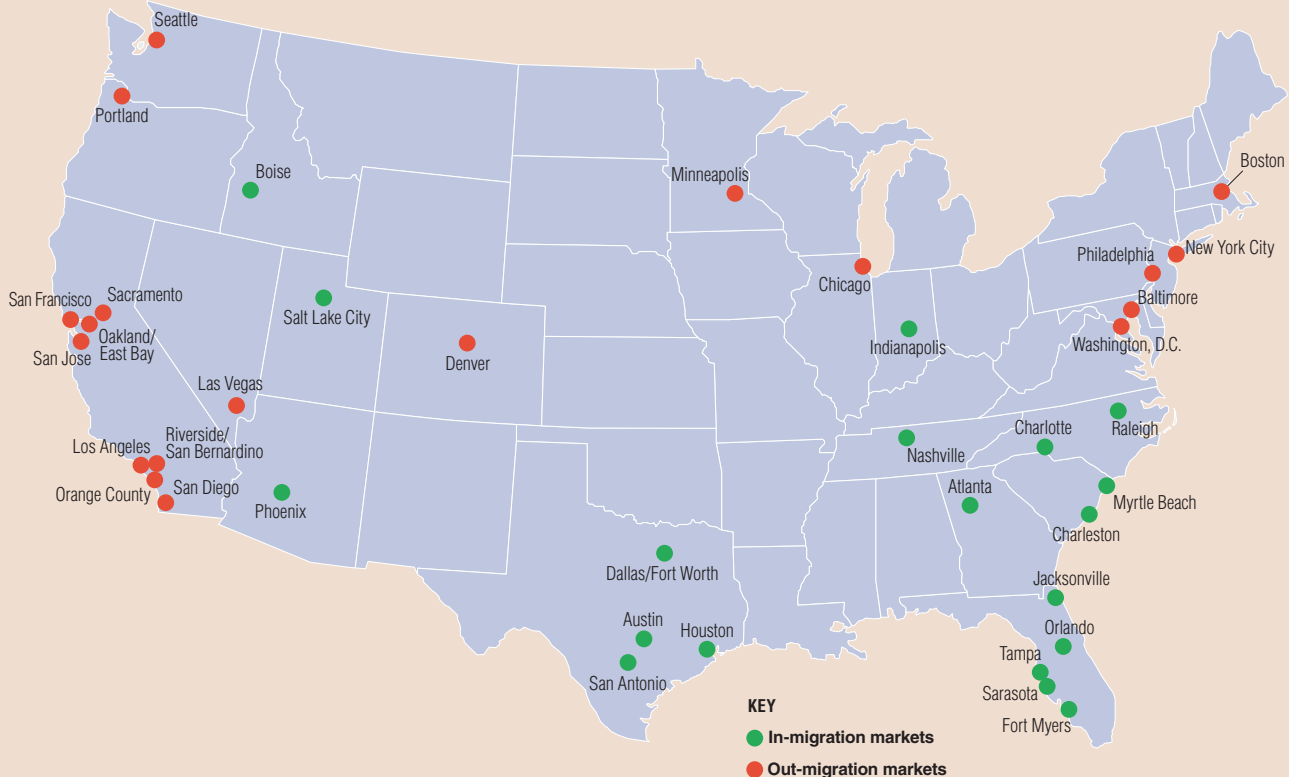 Seattle
Portland
Boise
Minneapolis
Boston
New York City
Philadelphia
Baltimore
Washington, D.C.
Chicago
Indianapolis
San Francisco
Sacramento
Oakland/
East Bay
San Jose
Salt Lake City
Denver
Las Vegas
Los Angeles
Riverside/
San Bernardino
Orange County
San Diego
Phoenix
Nashville
Charlotte
Raleigh
Atlanta
Myrtle Beach
Charleston
Dallas/Fort Worth
Austin
Houston
San Antonio
Jacksonville
Orlando
Tampa
Sarasota
Fort Myers
KEY
In-migration markets
Out-migration markets